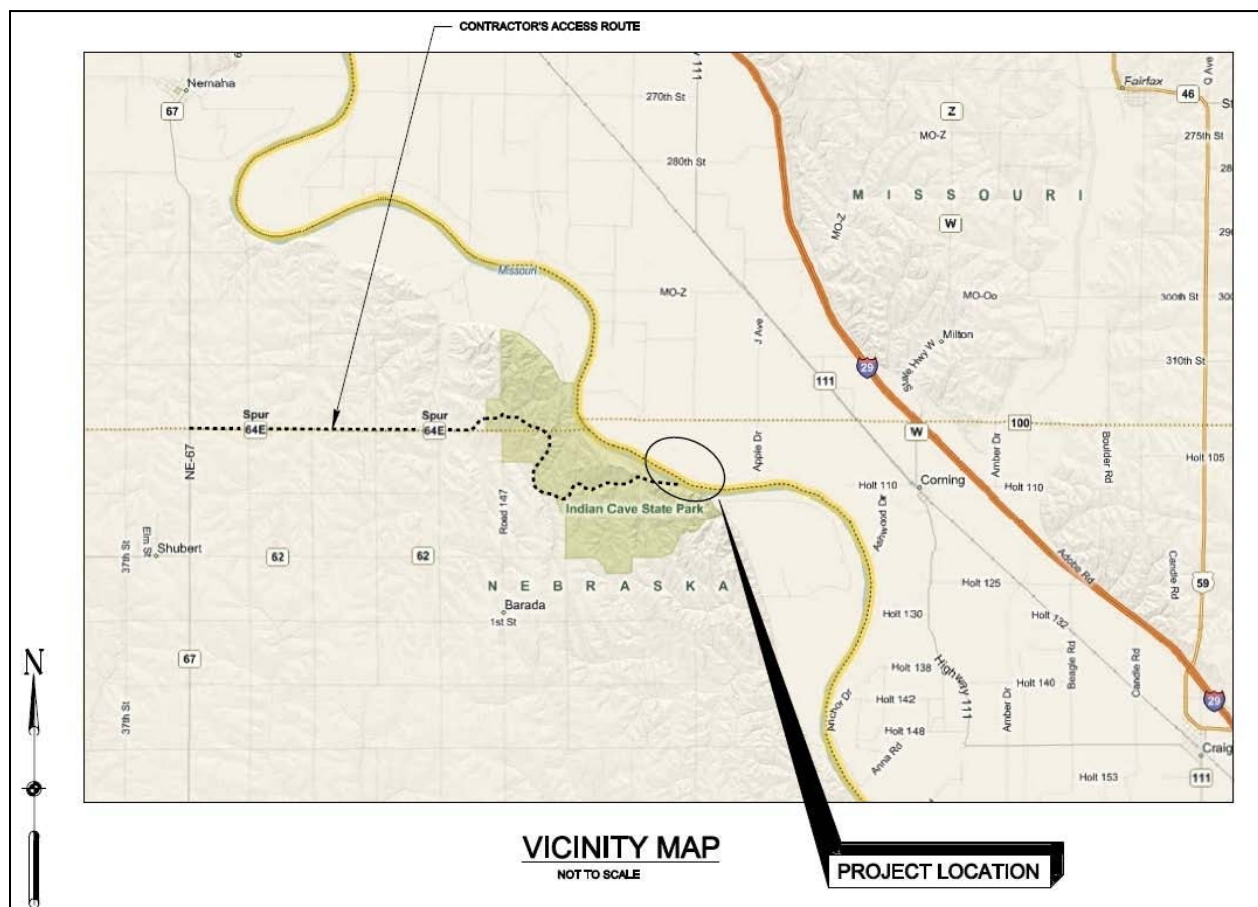 CONTRACTOR'S ACCESS ROUTE
Nemaha
67
111
270th St
Fairfax
Q Ave
46
Z
MO-Z
275th St
280th St
M I S S O U R I
W
MO-Z
Missouri
MO-Z
MO-Oo
300th St
J Ave
State Hwy W
Milton
310th St
29
111
Spur
64E
Spur
64E
100
W
NE-67
Apple Dr
Amber Dr
Boulder Rd
Holt 105
Holt 110
Corning
Holt 110
Road 147
Indian Cave State Park
Ashwood Dr
37th St
Elm St
Shubert
62
62
Adobe Rd
Candle Rd
59
N E B R A S K A
Barada
1st St
Holt 125
Holt 130
Holt 132
67
Holt 138
Highway 111
Holt 140
Beagle Rd
Candle Rd
N
37th St
Anchor Dr
Holt 142
Amber Dr
29
Holt 148
Anna Rd
Craig
Holt 153
111
VICINITY MAP
NOT TO SCALE
PROJECT LOCATION